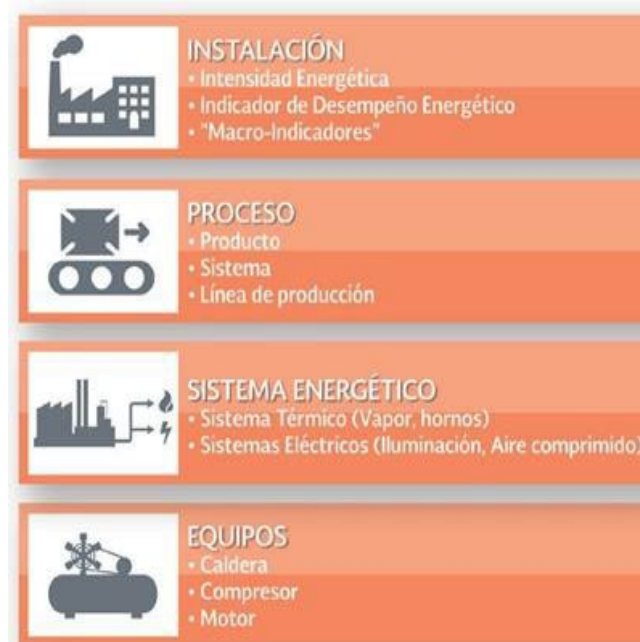 INSTALACIÓN
• Intensidad Energética
• Indicador de Desempeño Energético
• "Macro-Indicadores"
PROCESO
• Producto
• Sistema
• Línea de producción
SISTEMA ENERGÉTICO
• Sistema Térmico (Vapor, hornos)
• Sistemas Eléctricos (Iluminación, Aire comprimido)
EQUIPOS
• Caldera
• Compresor
• Motor